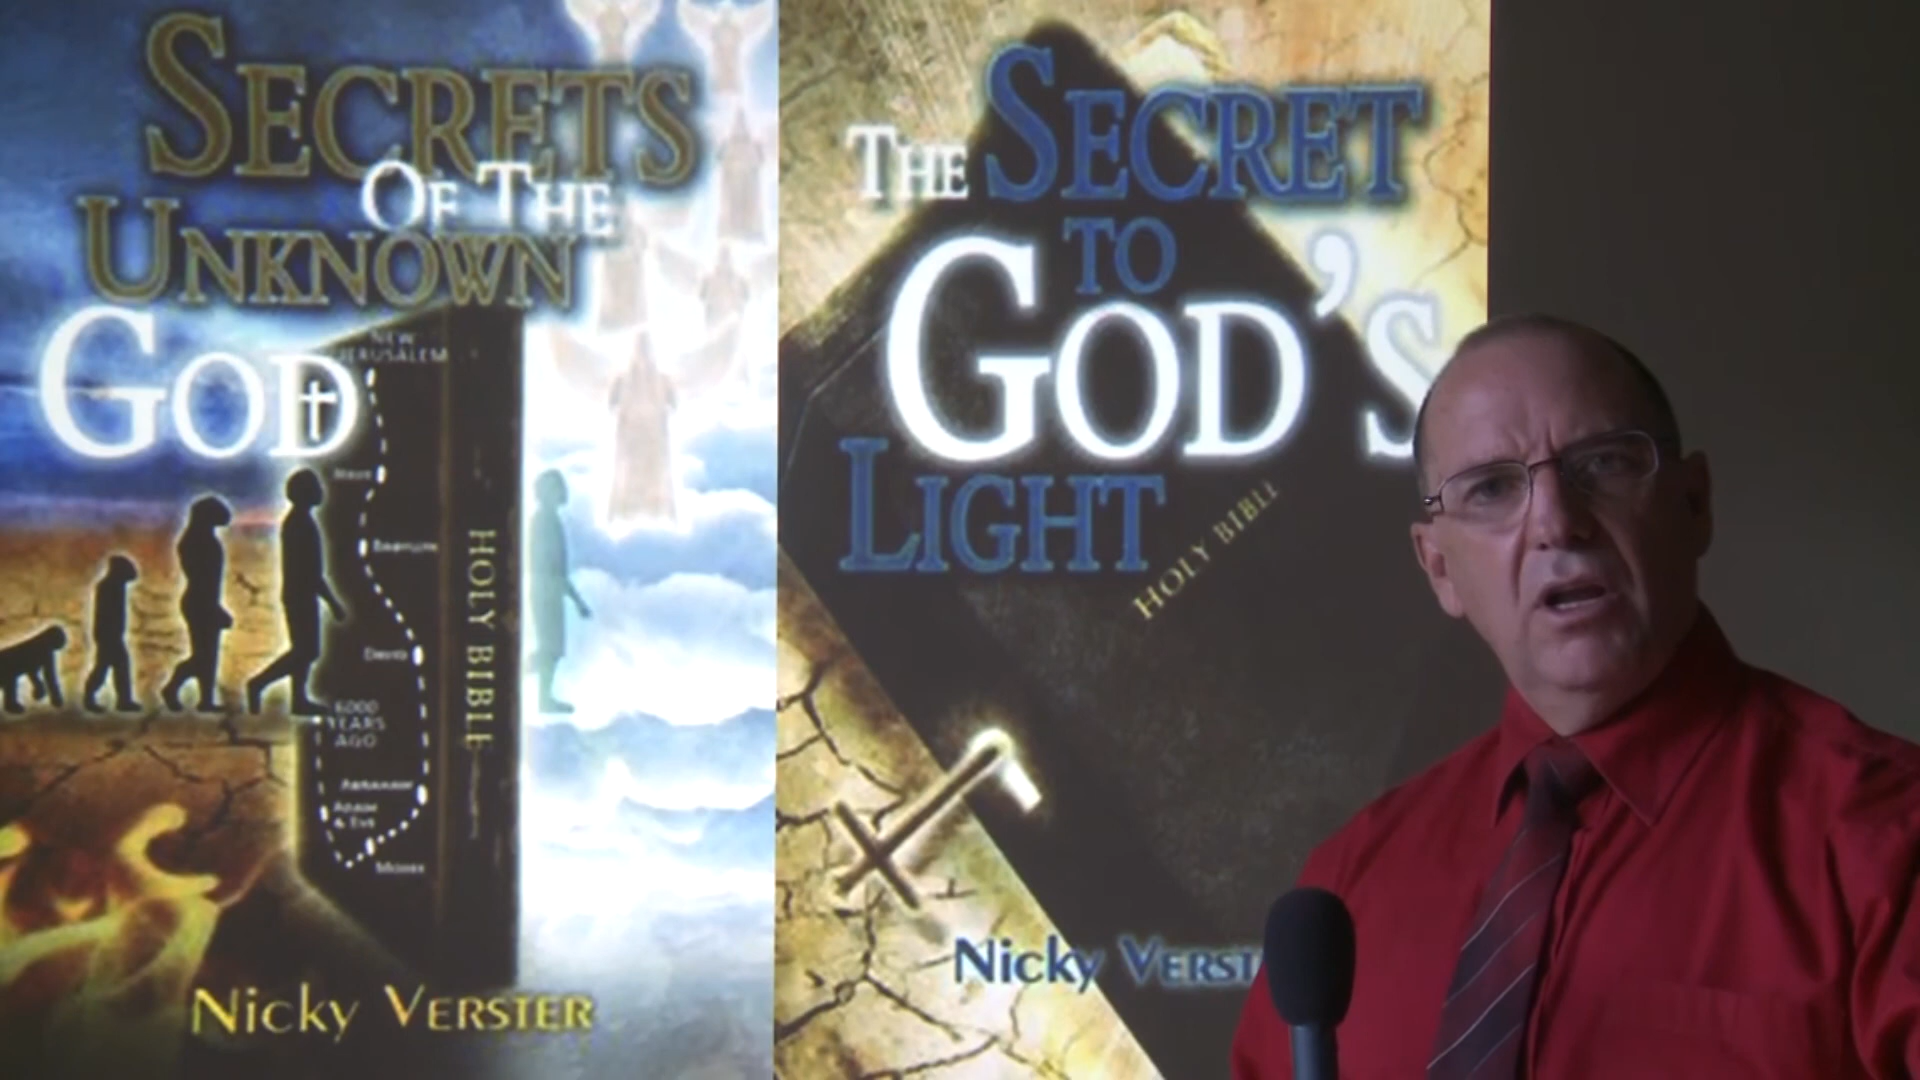 SECRETS
OF THE
UNKNOWN
GOD
NEW
JERUSALEM
DAVID
6000
YEARS
AGO
ABRAHAM
ADAM
& EVE
MOSES
HOLY BIBLE
NICKY VERSTER
THE SECRET
TO
GOD'S
LIGHT
HOLY BIBLE
NICKY VERST